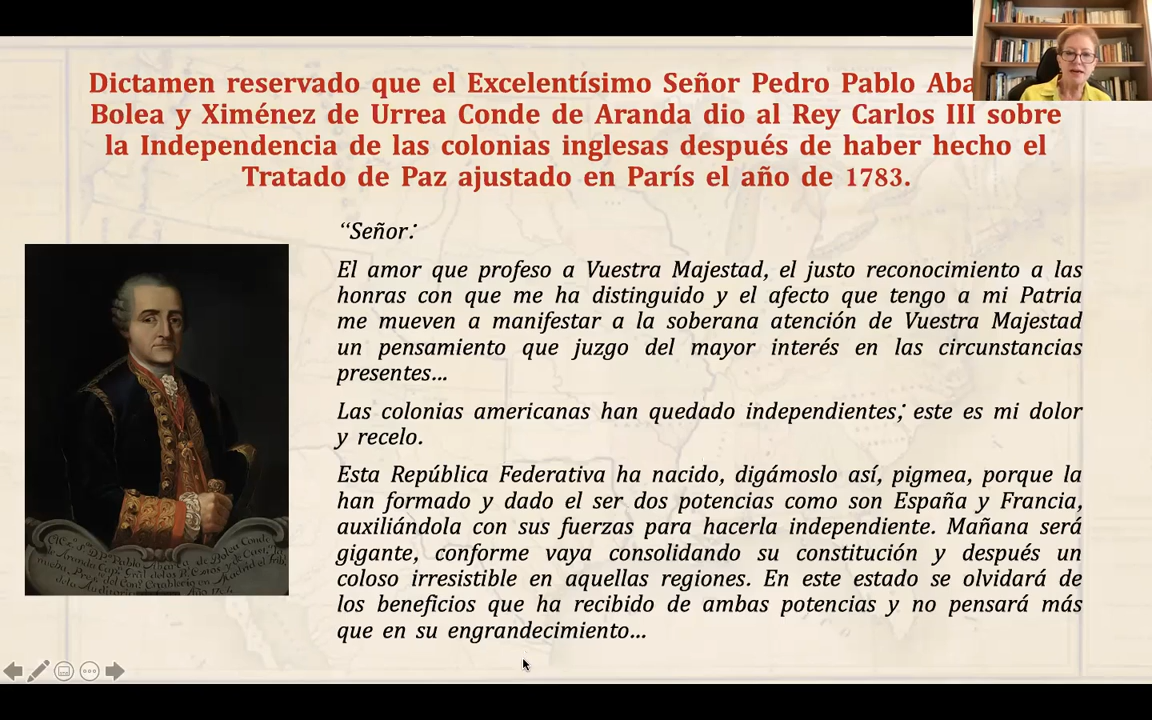 Dictamen reservado que el Excelentísimo Señor Pedro Pablo Aba
Bolea y Ximénez de Urrea Conde de Aranda dio al Rey Carlos III sobre
la Independencia de las colonias inglesas después de haber hecho el
Tratado de Paz ajustado en París el año de 1783.
“Señor:
El amor que profeso a Vuestra Majestad, el justo reconocimiento a las
honras con que me ha distinguido y el afecto que tengo a mi Patria
me mueven a manifestar a la soberana atención de Vuestra Majestad
un pensamiento que juzgo del mayor interés en las circunstancias
presentes...
Las colonias americanas han quedado independientes; este es mi dolor
y recelo.
Esta República Federativa ha nacido, digámoslo así, pigmea, porque la
han formado y dado el ser dos potencias como son España y Francia,
auxiliándola con sus fuerzas para hacerla independiente. Mañana será
gigante, conforme vaya consolidando su constitución y después un
coloso irresistible en aquellas regiones. En este estado se olvidará de
los beneficios que ha recibido de ambas potencias y no pensará más
que en su engrandecimiento...